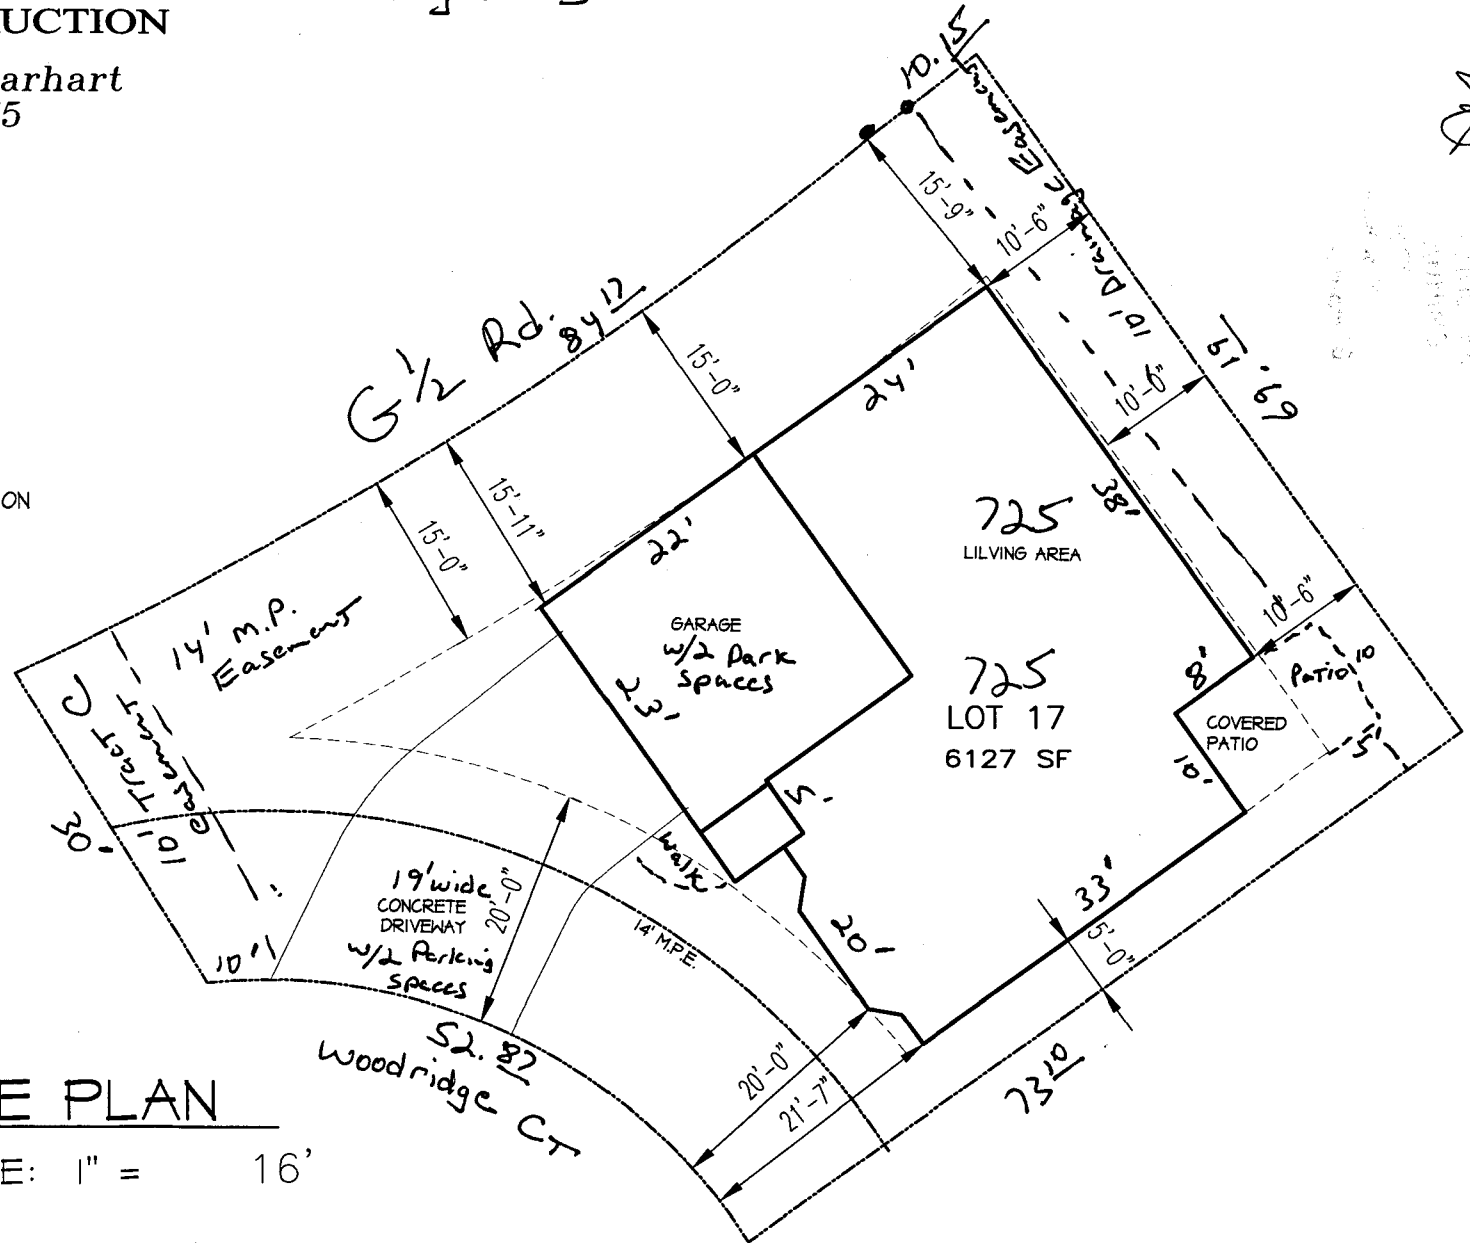 UCTION
arhart
5
10.15
10' Drainage Easement
15'-9"
10'-6"
G 1/2 Rd.
84 17
15'-0"
24'
69.19
10'-6"
15'-11"
15'-0"
22'
38'
ON
725
LILVING AREA
14' M.P.
Easement
GARAGE
w/2 Park
Spaces
23'
10'-6"
8'
Patio
10
5'
725
LOT 17
6127 SF
COVERED
PATIO
10'
Tract C
10' Easement
30'
5'
walk
19' wide
CONCRETE
DRIVEWAY
w/2 Parking
Spaces
20'-0"
14' M.P.E.
20'
33'
5'-0"
52.87
Woodridge CT
20'-0"
21'-7"
73 10
E PLAN
E: 1" = 16'